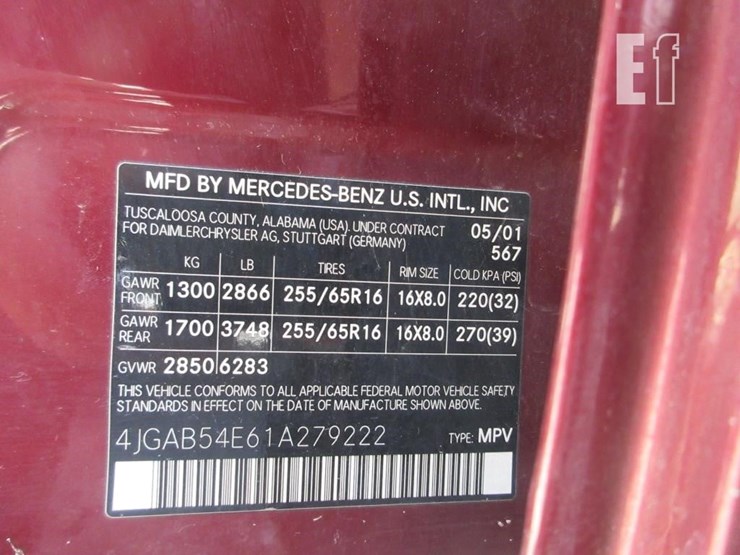 Ef
MFD BY MERCEDES-BENZ U.S. INTL., INC
TUSCALOOSA COUNTY, ALABAMA (USA). UNDER CONTRACT 05/01
FOR DAIMLERCHRYSLER AG, STUTTGART (GERMANY) 567
KG LB TIRES RIM SIZE COLD KPA (PSI)
GAWR FRONT 1300 2866 255/65R16 16X8.0 220(32)
GAWR REAR 1700 3748 255/65R16 16X8.0 270(39)
GVWR 2850 6283
THIS VEHICLE CONFORMS TO ALL APPLICABLE FEDERAL MOTOR VEHICLE SAFETY
STANDARDS IN EFFECT ON THE DATE OF MANUFACTURE SHOWN ABOVE.
4JGAB54E61A279222 TYPE: MPV